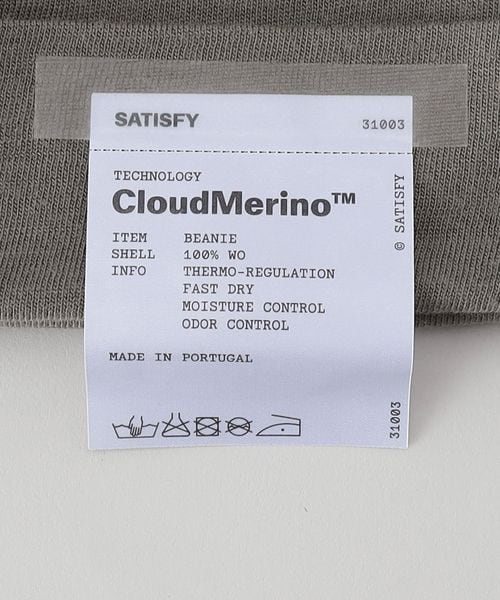 SATISFY
31003
TECHNOLOGY
CloudMerino™
ITEM BEANIE
SHELL 100% WO
INFO THERMO-REGULATION
FAST DRY
MOISTURE CONTROL
ODOR CONTROL
MADE IN PORTUGAL
© SATISFY
31003